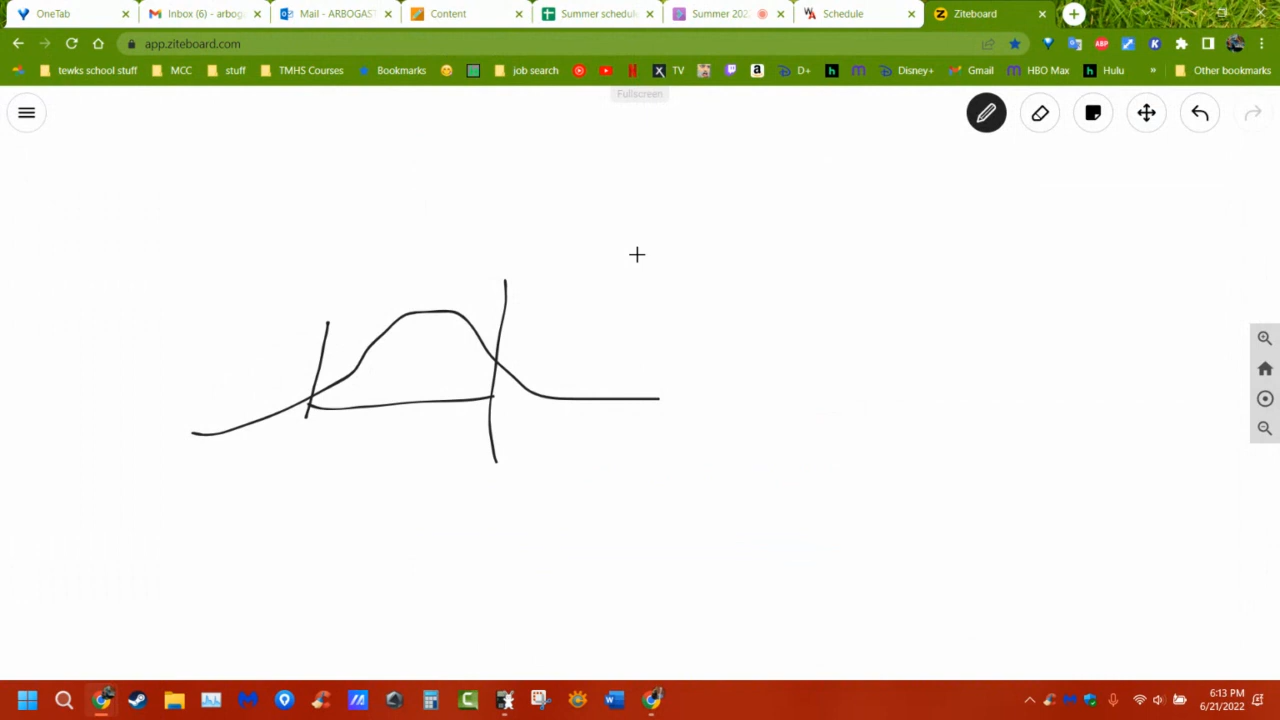 OneTab Inbox (6) - arbog Mail - ARBOGAST Content Summer schedule Summer 202 Schedule Ziteboard
app.ziteboard.com
tewks school stuff MCC stuff TMHS Courses Bookmarks job search TV D+ Disney+ Gmail HBO Max Hulu » Other bookmarks
Fullscreen
6:13 PM
6/21/2022